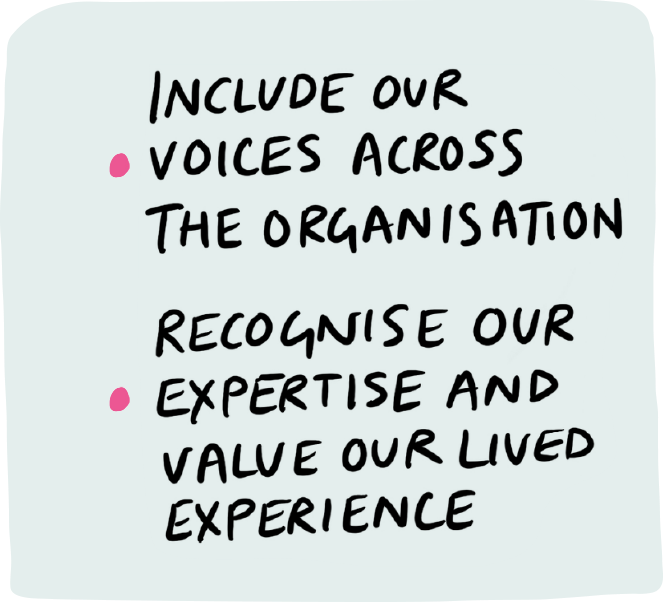 INCLUDE OUR
VOICES ACROSS
THE ORGANISATION
RECOGNISE OUR
EXPERTISE AND
VALUE OUR LIVED
EXPERIENCE